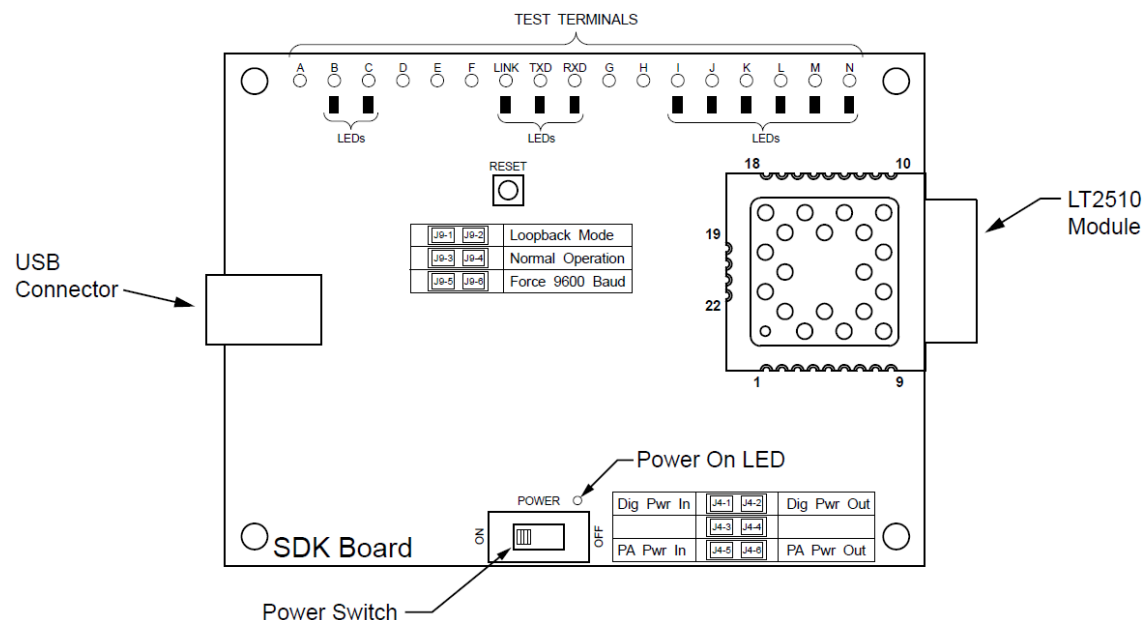 TEST TERMINALS
A B C D E F LINK TXD RXD G H I J K L M N
LEDs LEDs LEDs
RESET
18 10
LT2510
Module
J9-1 J9-2 Loopback Mode
J9-3 J9-4 Normal Operation
J9-5 J9-6 Force 9600 Baud
19
22
USB
Connector
1 9
Power On LED
POWER
ON OFF
Dig Pwr In J4-1 J4-2 Dig Pwr Out
J4-3 J4-4
PA Pwr In J4-5 J4-6 PA Pwr Out
SDK Board
Power Switch